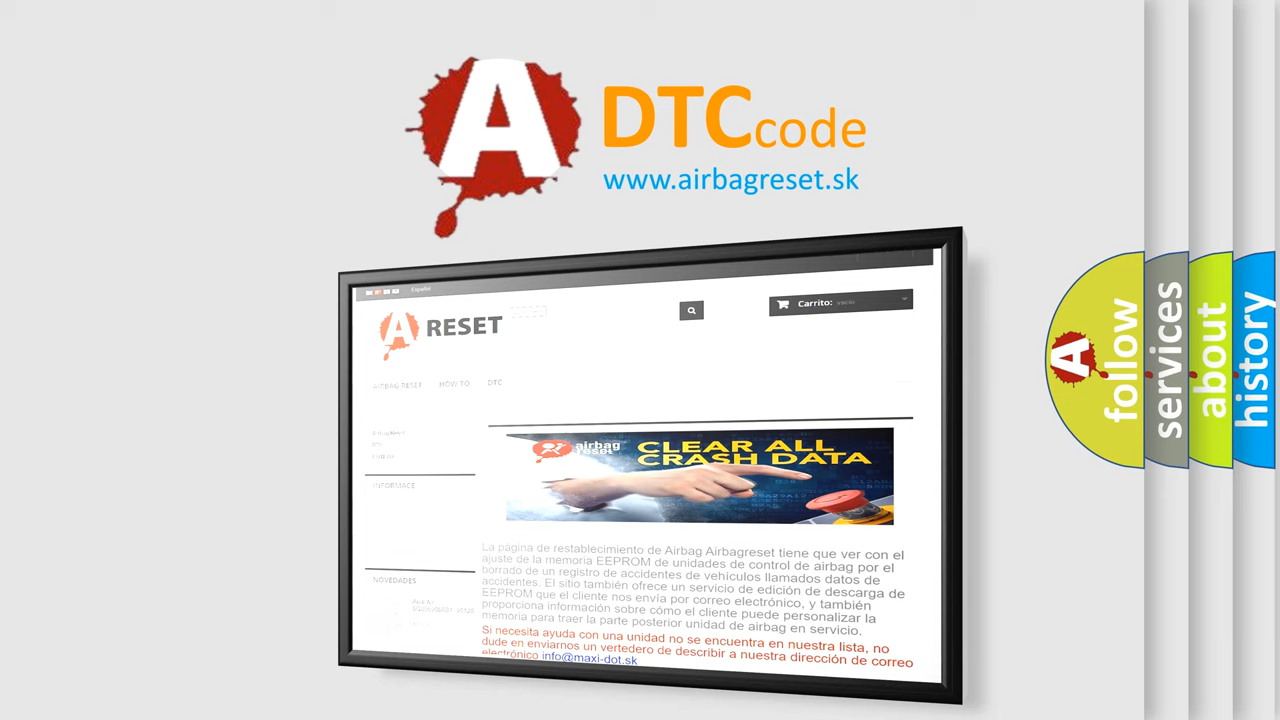 A DTCcode
www.airbagreset.sk
Español
A RESET
Carrito: vacío
AIRBAG RESET HOW TO DTC
INFORMACE
NOVEDADES
airbag
reset
CLEAR ALL
CRASH DATA
La página de restablecimiento de Airbag Airbagreset tiene que ver con el
ajuste de la memoria EEPROM de unidades de control de airbag por el
borrado de un registro de accidentes de vehículos llamados datos de
accidentes. El sitio también ofrece un servicio de edición de descarga de
EEPROM que el cliente nos envía por correo electrónico, y también
proporciona información sobre cómo el cliente puede personalizar la
memoria para traer la parte posterior unidad de airbag en servicio.
Si necesita ayuda con una unidad no se encuentra en nuestra lista, no
dude en enviarnos un vertedero de describir a nuestra dirección de correo
electrónico info@maxi-dot.sk
A
follow
services
about
history